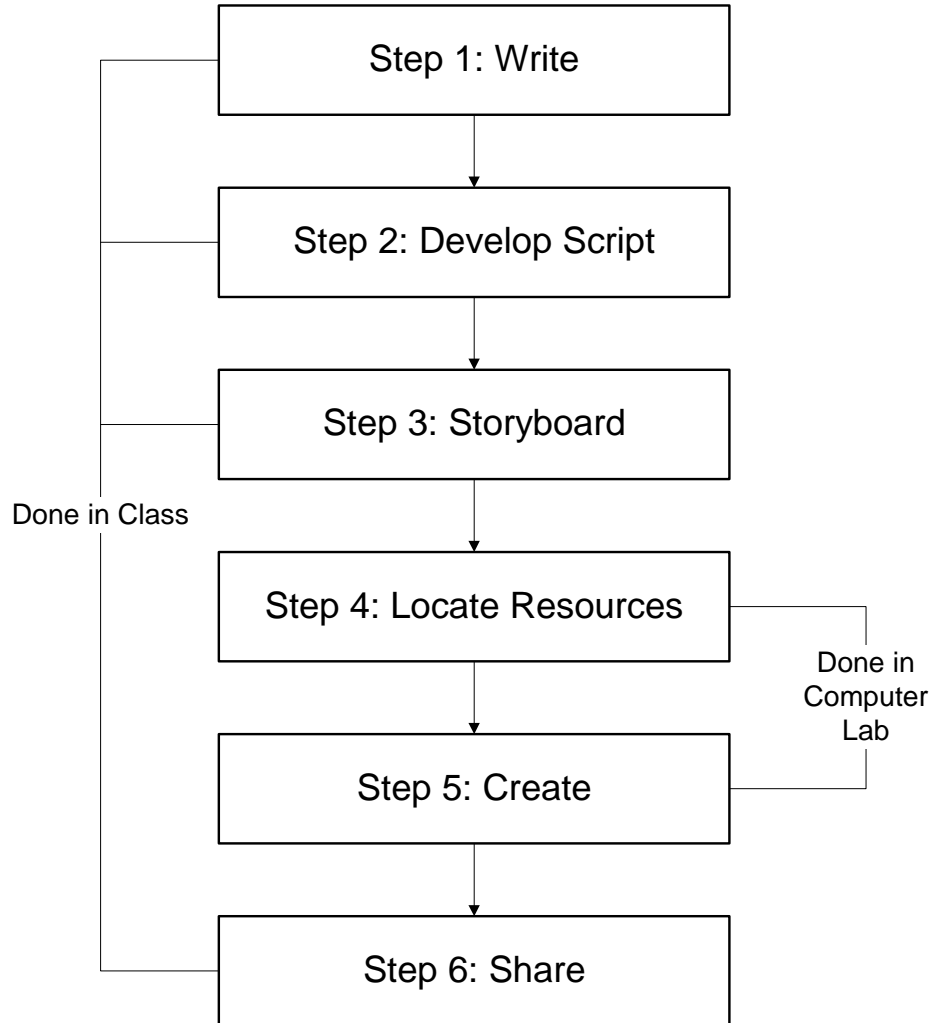 Step 1: Write
Step 2: Develop Script
Step 3: Storyboard
Done in Class
Step 4: Locate Resources
Done in
Computer
Lab
Step 5: Create
Step 6: Share